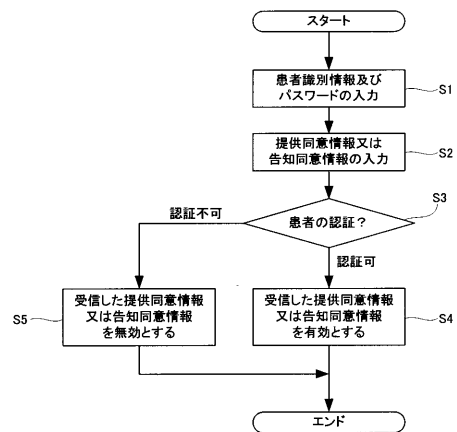 スタート
患者識別情報及び
パスワードの入力
S1
提供同意情報又は
告知同意情報の入力
S2
S3
患者の認証？
認証不可
認証可
受信した提供同意情報
又は告知同意情報
を無効とする
S5
受信した提供同意情報
又は告知同意情報
を有効とする
S4
エンド